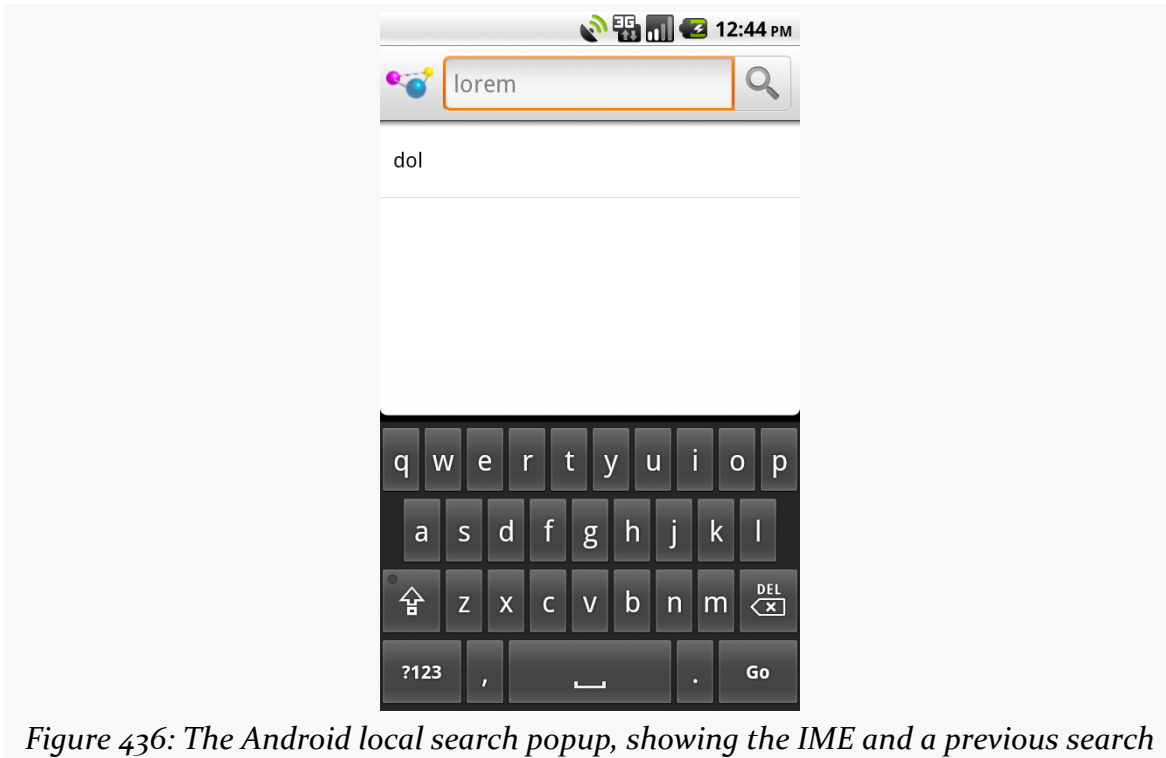 3G 12:44 PM
lorem
dol
q w e r t y u i o p
a s d f g h j k l
z x c v b n m DEL
?123 , . Go
Figure 436: The Android local search popup, showing the IME and a previous search